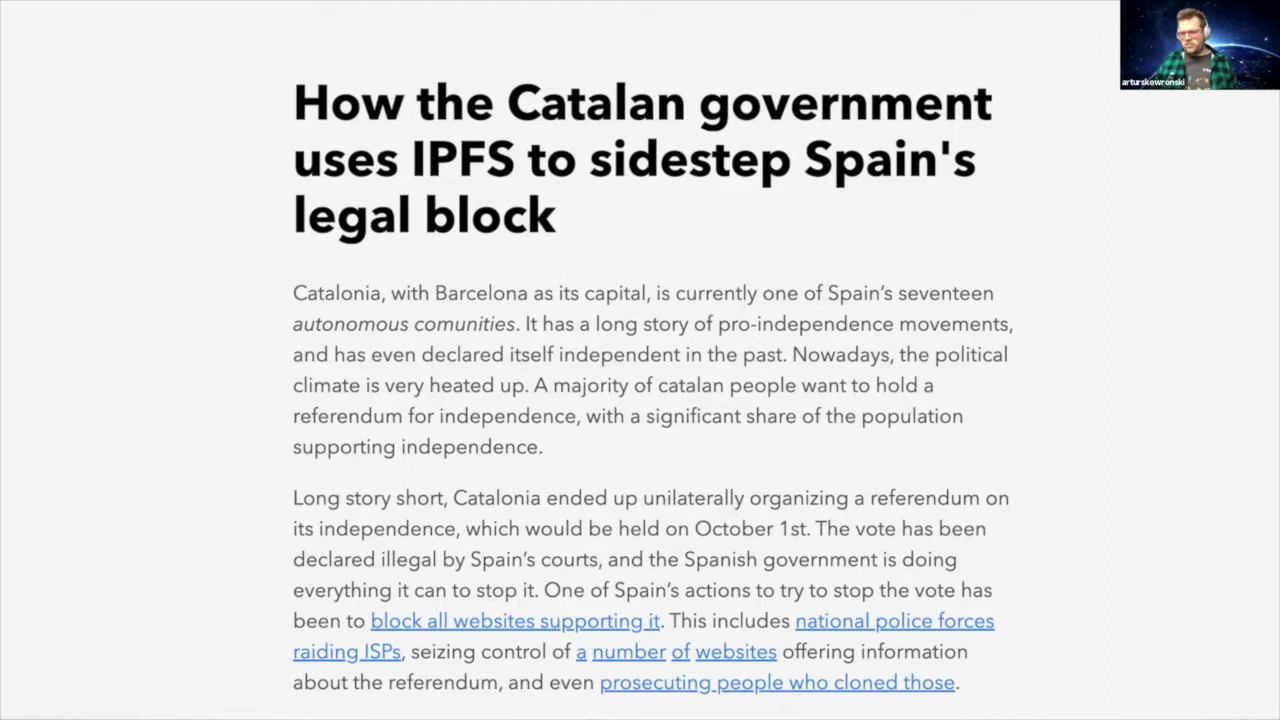 How the Catalan government
uses IPFS to sidestep Spain's
legal block
Catalonia, with Barcelona as its capital, is currently one of Spain’s seventeen
autonomous comunities. It has a long story of pro-independence movements,
and has even declared itself independent in the past. Nowadays, the political
climate is very heated up. A majority of catalan people want to hold a
referendum for independence, with a significant share of the population
supporting independence.
Long story short, Catalonia ended up unilaterally organizing a referendum on
its independence, which would be held on October 1st. The vote has been
declared illegal by Spain’s courts, and the Spanish government is doing
everything it can to stop it. One of Spain’s actions to try to stop the vote has
been to block all websites supporting it. This includes national police forces
raiding ISPs, seizing control of a number of websites offering information
about the referendum, and even prosecuting people who cloned those.
arturskowronski